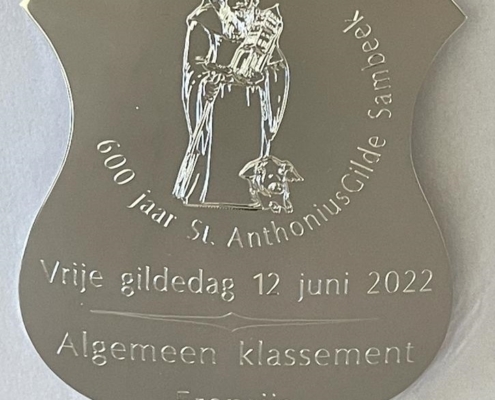 600 jaar St. AnthoniusGilde Sambeek
Vrije gildedag 12 juni 2022
Algemeen klassement